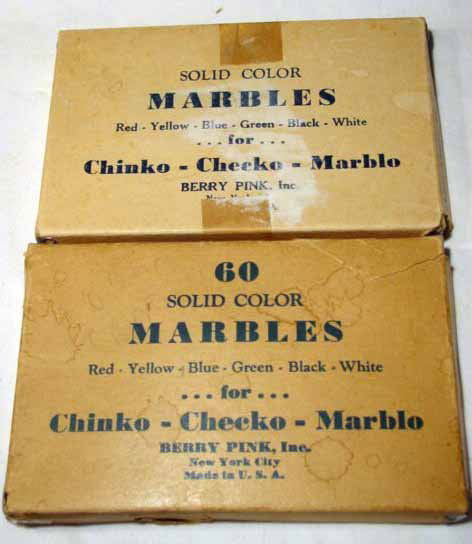 SOLID COLOR
MARBLES
Red - Yellow - Blue - Green - Black - White
... for ...
Chinko - Checko - Marblo
BERRY PINK, Inc.
60
SOLID COLOR
MARBLES
Red - Yellow - Blue - Green - Black - White
... for ...
Chinko - Checko - Marblo
BERRY PINK, Inc.
New York City
Made in U. S. A.